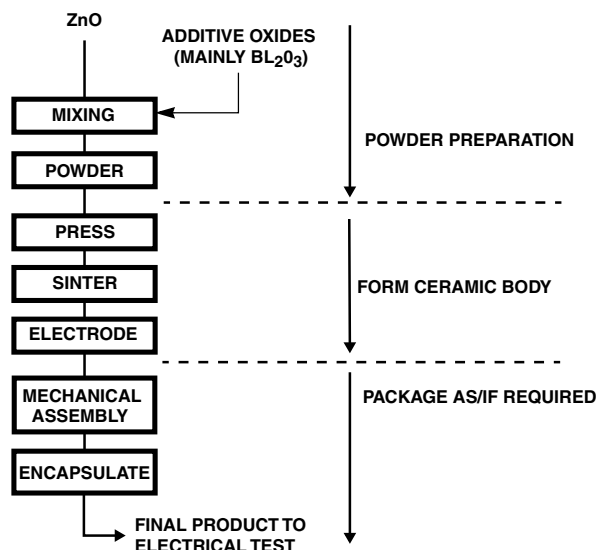 ZnO
ADDITIVE OXIDES
(MAINLY BL₂0₃)
MIXING
POWDER PREPARATION
POWDER
PRESS
SINTER
FORM CERAMIC BODY
ELECTRODE
MECHANICAL
ASSEMBLY
PACKAGE AS/IF REQUIRED
ENCAPSULATE
FINAL PRODUCT TO
ELECTRICAL TEST